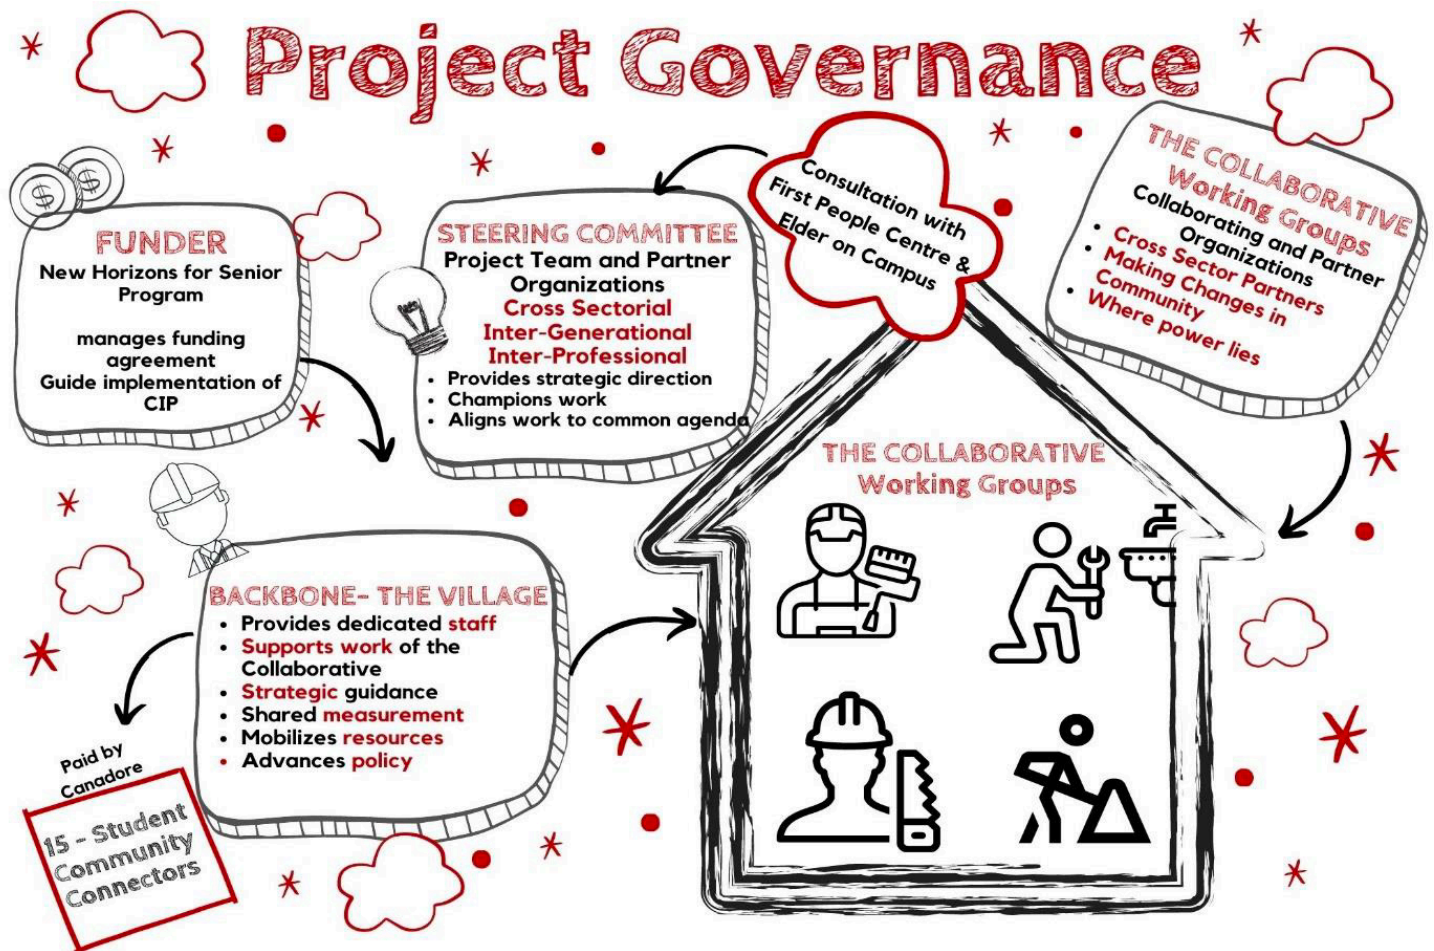 Project Governance
FUNDER
New Horizons for Senior
Program
manages funding
agreement
Guide implementation of
CIP
STEERING COMMITTEE
Project Team and Partner
Organizations
Cross Sectorial
Inter-Generational
Inter-Professional
• Provides strategic direction
• Champions work
• Aligns work to common agenda
Consultation with
First People Centre &
Elder on Campus
THE COLLABORATIVE
Working Groups
Collaborating and Partner
Organizations
• Cross Sector Partners
• Making Changes in
Community
• Where power lies
THE COLLABORATIVE
Working Groups
BACKBONE- THE VILLAGE
• Provides dedicated staff
• Supports work of the
Collaborative
• Strategic guidance
• Shared measurement
• Mobilizes resources
• Advances policy
Paid by
Canadore
15 - Student
Community
Connectors
$
$